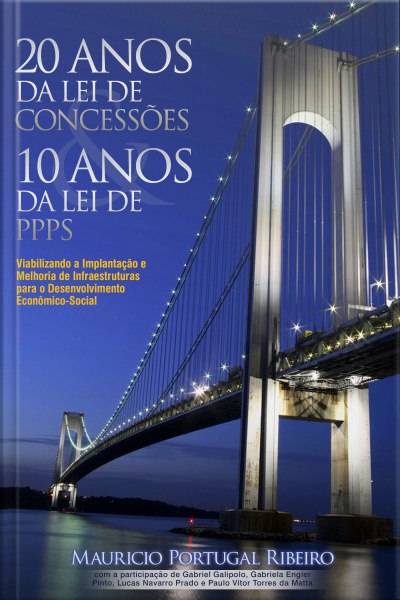 20 ANOS
DA LEI DE
CONCESSÕES
&
10 ANOS
DA LEI DE
PPPS
Viabilizando a Implantação e
Melhoria de Infraestruturas
para o Desenvolvimento
Econômico-Social
MAURICIO PORTUGAL RIBEIRO
com a participação de Gabriel Galipolo, Gabriela Engler
Pinto, Lucas Navarro Prado e Paulo Vitor Torres da Matta